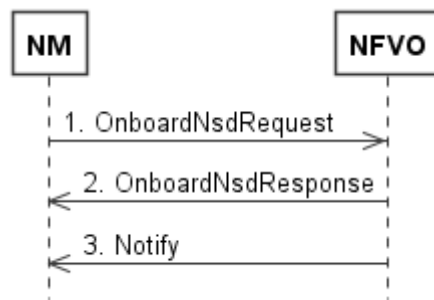 NM NFVO
1. OnboardNsdRequest
2. OnboardNsdResponse
3. Notify